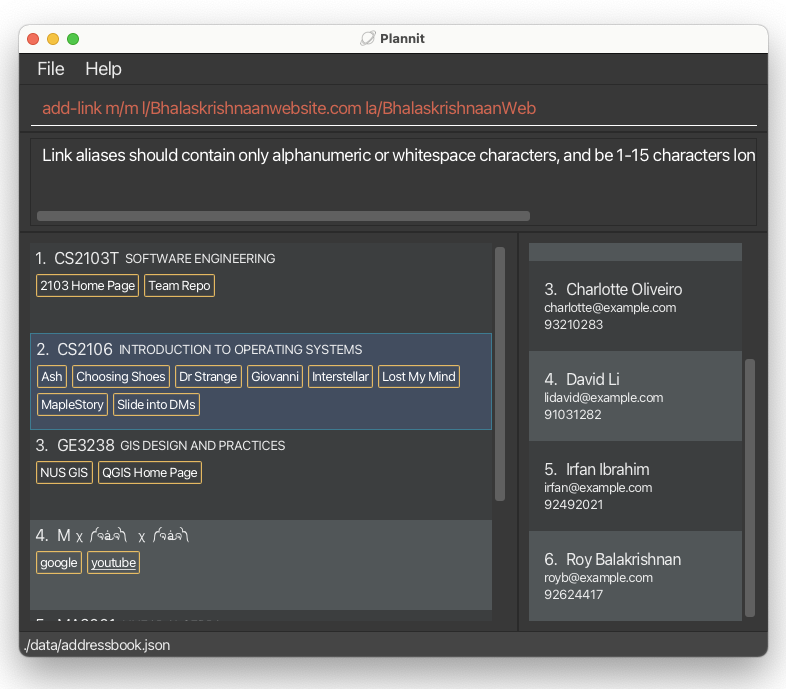 Plannit
File Help
add-link m/m l/Bhalaskrishnaanwebsite.com la/BhalaskrishnaanWeb
Link aliases should contain only alphanumeric or whitespace characters, and be 1-15 characters lon
1. CS2103T SOFTWARE ENGINEERING
2103 Home Page Team Repo
2. CS2106 INTRODUCTION TO OPERATING SYSTEMS
Ash Choosing Shoes Dr Strange Giovanni Interstellar Lost My Mind
MapleStory Slide into DMs
3. GE3238 GIS DESIGN AND PRACTICES
NUS GIS QGIS Home Page
4. M χ χ
google youtube
3. Charlotte Oliveiro
charlotte@example.com
93210283
4. David Li
lidavid@example.com
91031282
5. Irfan Ibrahim
irfan@example.com
92492021
6. Roy Balakrishnan
royb@example.com
92624417
./data/addressbook.json